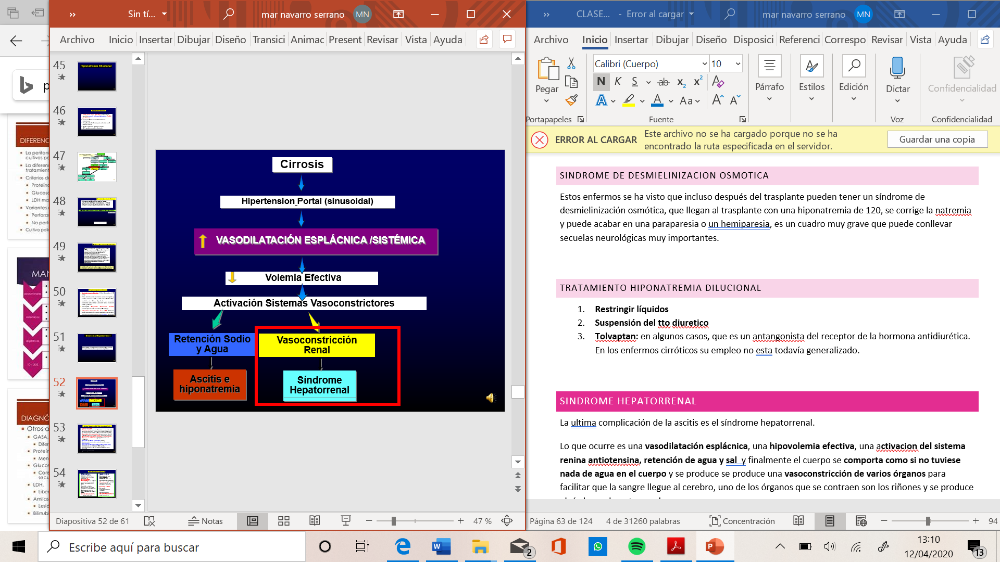 Sin tí...
mar navarro serrano
MN
Archivo Inicio Insertar Dibujar Diseño Transici Animac Present Revisar Vista Ayuda
45
Hiponatremia Dilucional
46
47
48
49
50
51
52
53
54
DIFERENC
La peritoni
cultivos po
La diferenc
tratamient
Criterios de
Proteína
Glucosa
LDH ma
Variantes d
Perforac
No perfo
Cultivo poli
MAN
DIAGNÓ
Otros a
GASA.
Difer
Proteín
Men
Glucos
Cons
secu
LDH.
Liber
Amilas
Lesió
Bilirrubi
Cirrosis
Hipertension Portal (sinusoidal)
VASODILATACIÓN ESPLÁCNICA /SISTÉMICA
Volemia Efectiva
Activación Sistemas Vasoconstrictores
Retención Sodio
y Agua
Vasoconstricción
Renal
Ascitis e
hiponatremia
Síndrome
Hepatorrenal
Diapositiva 52 de 61
Notas
47 %
CLASE... - Error al cargar
mar navarro serrano
MN
Archivo Inicio Insertar Dibujar Diseño Disposici Referenci Correspo Revisar Vista Ayuda
Pegar
Portapapeles
Calibri (Cuerpo) 10
N K S ab x2 x2
A A Aa A A
Fuente
Párrafo
Estilos
Edición
Dictar
Voz
Confidencialidad
Confidencialidad
ERROR AL CARGAR
Este archivo no se ha cargado porque no se ha
encontrado la ruta especificada en el servidor.
Guardar una copia
SINDROME DE DESMIELINIZACION OSMOTICA
Estos enfermos se ha visto que incluso después del trasplante pueden tener un síndrome de
desmielinización osmótica, que llegan al trasplante con una hiponatremia de 120, se corrige la natremia
y puede acabar en una paraparesia o un hemiparesia, es un cuadro muy grave que puede conllevar
secuelas neurológicas muy importantes.
TRATAMIENTO HIPONATREMIA DILUCIONAL
1. Restringir líquidos
2. Suspensión del tto diuretico
3. Tolvaptan: en algunos casos, que es un antangonista del receptor de la hormona antidiurética.
En los enfermos cirróticos su empleo no esta todavía generalizado.
SINDROME HEPATORRENAL
La ultima complicación de la ascitis es el síndrome hepatorrenal.
Lo que ocurre es una vasodilatación esplácnica, una hipovolemia efectiva, una activacion del sistema
renina antiotensina, retención de agua y sal y finalmente el cuerpo se comporta como si no tuviese
nada de agua en el cuerpo y se produce se produce una vasoconstricción de varios órganos para
facilitar que la sangre llegue al cerebro, uno de los órganos que se contraen son los riñones y se produce
Página 63 de 124
4 de 31260 palabras
Concentración
94
Escribe aquí para buscar
2
13:10
12/04/2020
13